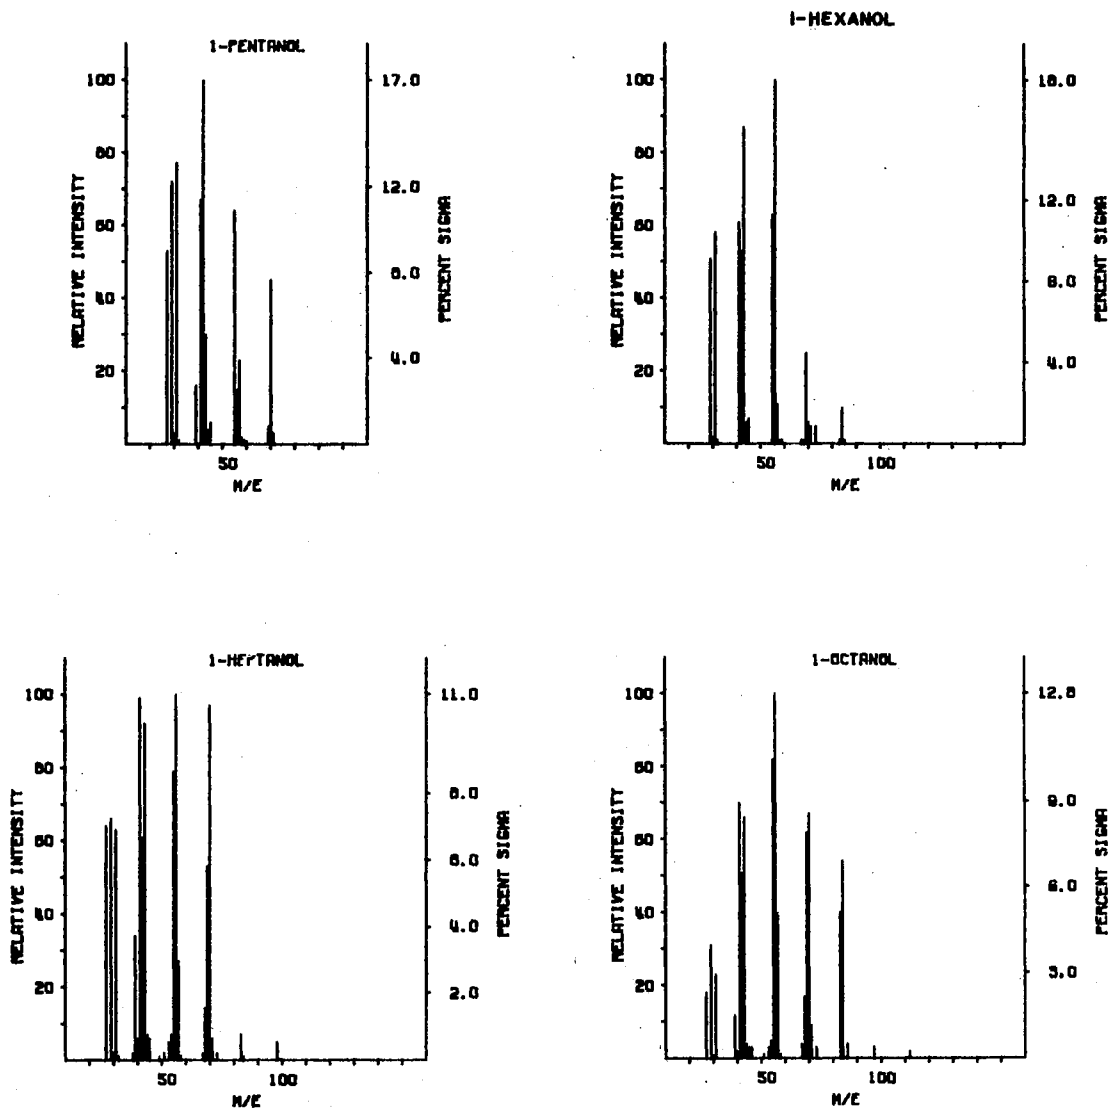 1-PENTANOL
100
80
60
40
20
RELATIVE INTENSITY
17.0
12.0
8.0
4.0
PERCENT SIGMA
50
M/E
1-HEXANOL
100
80
60
40
20
RELATIVE INTENSITY
18.0
12.0
8.0
4.0
PERCENT SIGMA
50 100
M/E
1-HEPTANOL
100
80
60
40
20
RELATIVE INTENSITY
11.0
8.0
6.0
4.0
2.0
PERCENT SIGMA
50 100
M/E
1-OCTANOL
100
80
60
40
20
RELATIVE INTENSITY
12.8
9.0
6.0
3.0
PERCENT SIGMA
50 100
M/E